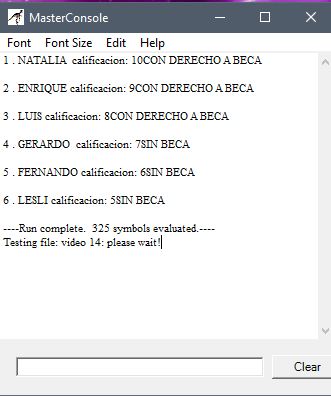 MasterConsole
Font Font Size Edit Help
1 . NATALIA calificacion: 10CON DERECHO A BECA
2 . ENRIQUE calificacion: 9CON DERECHO A BECA
3 . LUIS calificacion: 8CON DERECHO A BECA
4 . GERARDO calificacion: 7SIN BECA
5 . FERNANDO calificacion: 6SIN BECA
6 . LESLI calificacion: 5SIN BECA
----Run complete. 325 symbols evaluated.----
Testing file: video 14: please wait!
Clear